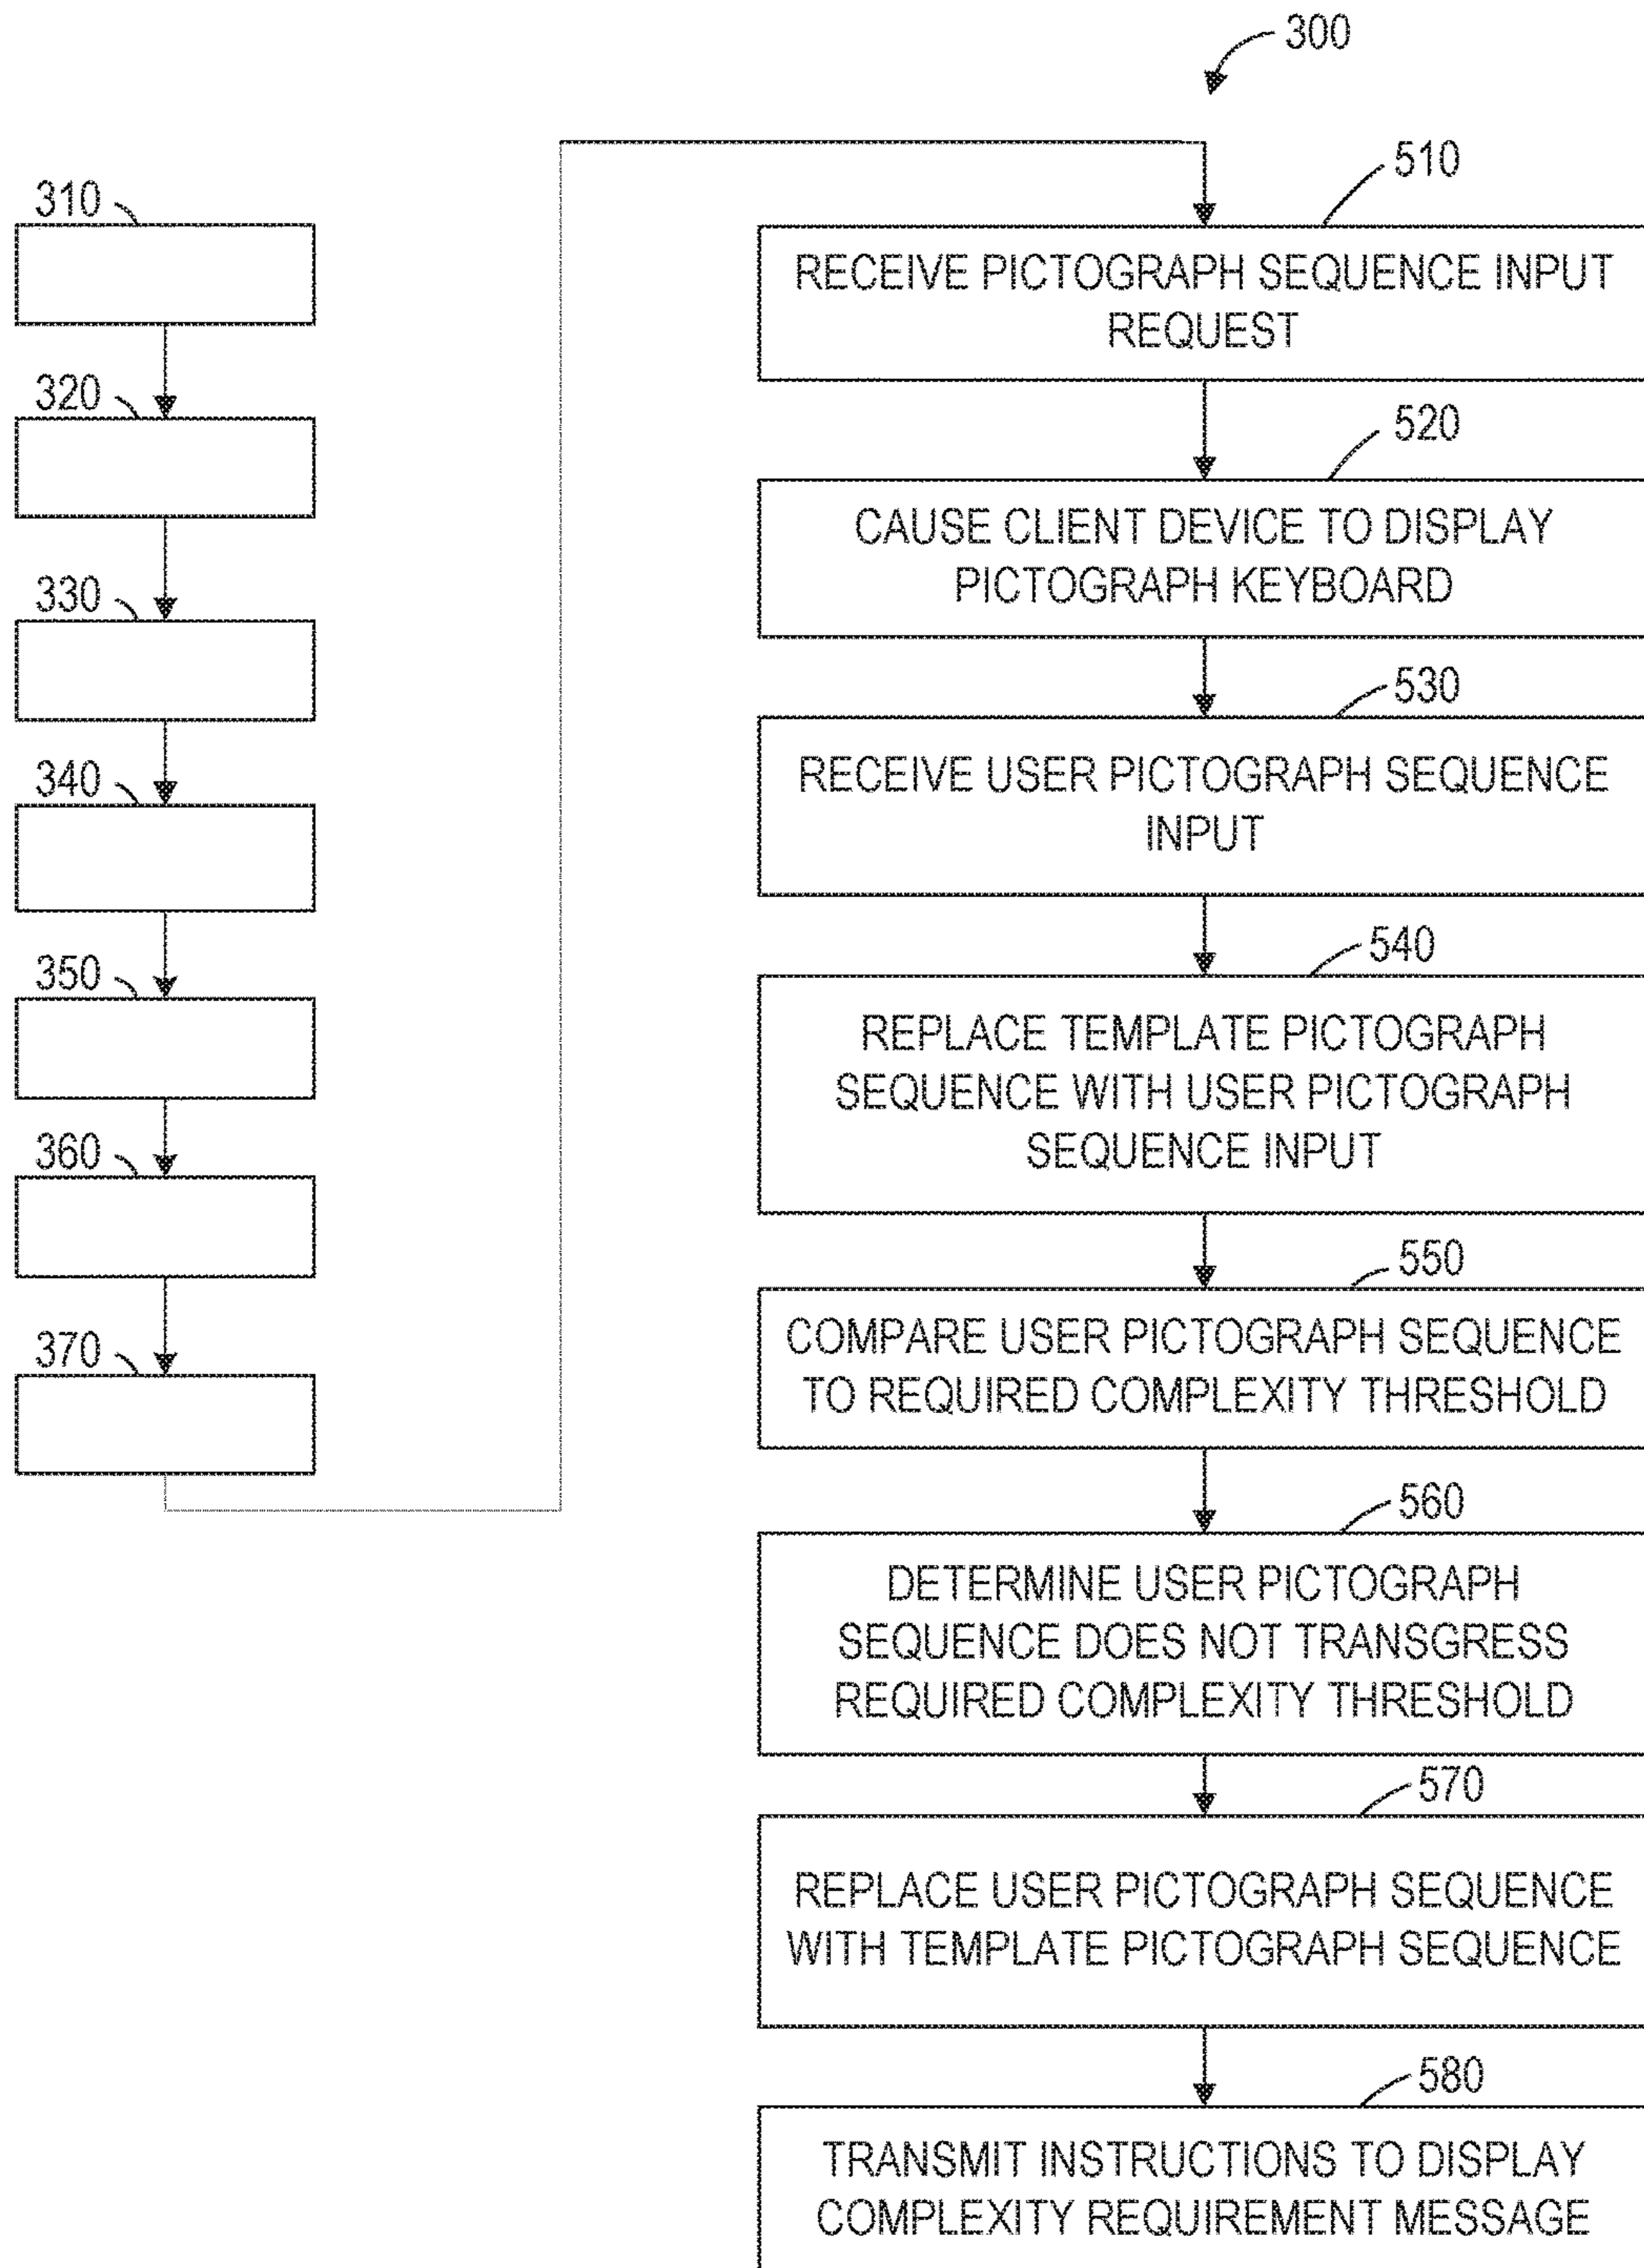 300
310
320
330
340
350
360
370
510
RECEIVE PICTOGRAPH SEQUENCE INPUT
REQUEST
520
CAUSE CLIENT DEVICE TO DISPLAY
PICTOGRAPH KEYBOARD
530
RECEIVE USER PICTOGRAPH SEQUENCE
INPUT
540
REPLACE TEMPLATE PICTOGRAPH
SEQUENCE WITH USER PICTOGRAPH
SEQUENCE INPUT
550
COMPARE USER PICTOGRAPH SEQUENCE
TO REQUIRED COMPLEXITY THRESHOLD
560
DETERMINE USER PICTOGRAPH
SEQUENCE DOES NOT TRANSGRESS
REQUIRED COMPLEXITY THRESHOLD
570
REPLACE USER PICTOGRAPH SEQUENCE
WITH TEMPLATE PICTOGRAPH SEQUENCE
580
TRANSMIT INSTRUCTIONS TO DISPLAY
COMPLEXITY REQUIREMENT MESSAGE